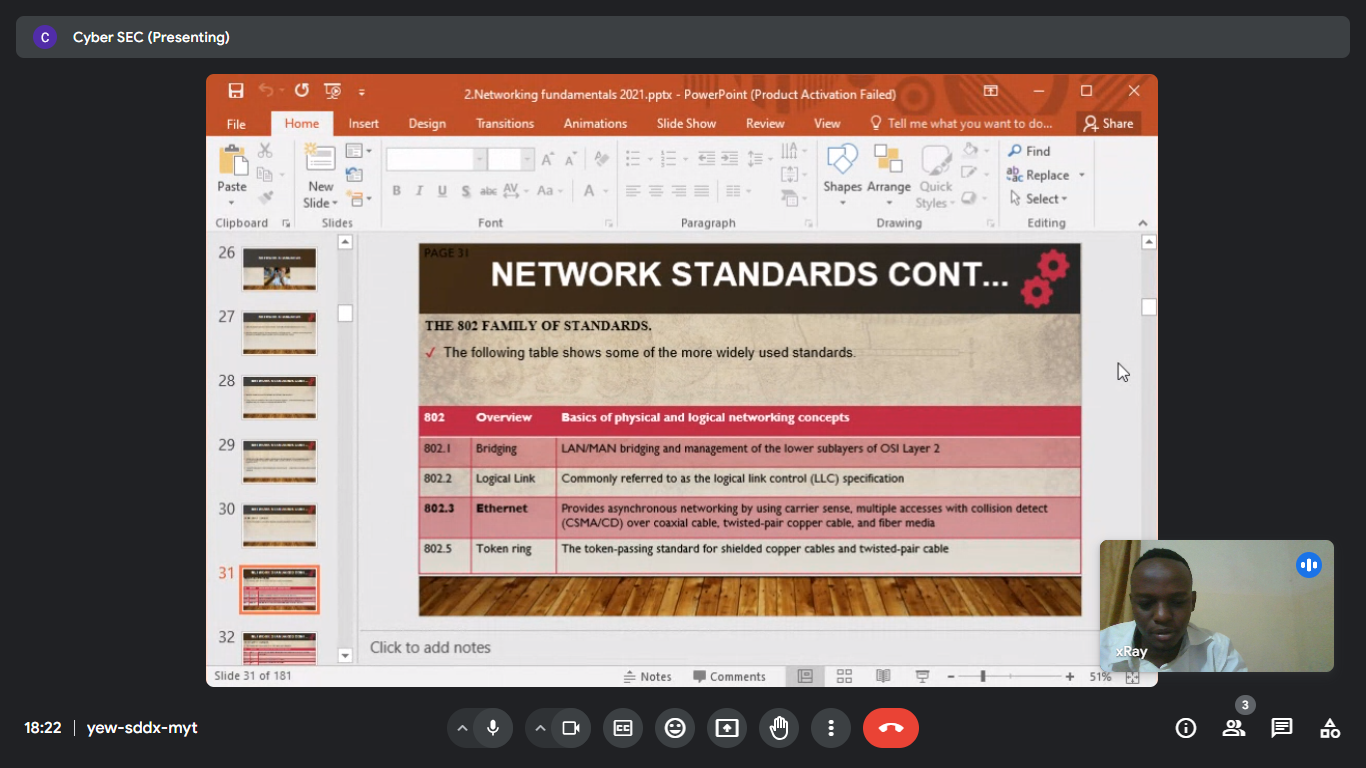 C Cyber SEC (Presenting)
2.Networking fundamentals 2021.pptx - PowerPoint (Product Activation Failed)
File Home Insert Design Transitions Animations Slide Show Review View Tell me what you want to do... Share
Paste
New
Slide
B I U S abc AV Aa A A A
Shapes Arrange Quick
Styles
Find
Replace
Select
Clipboard Slides Font Paragraph Drawing Editing
26
27
28
29
30
31
32
PAGE 31
NETWORK STANDARDS CONT...
THE 802 FAMILY OF STANDARDS.
✓ The following table shows some of the more widely used standards.
802 Overview Basics of physical and logical networking concepts
802.1 Bridging LAN/MAN bridging and management of the lower sublayers of OSI Layer 2
802.2 Logical Link Commonly referred to as the logical link control (LLC) specification
802.3 Ethernet Provides asynchronous networking by using carrier sense, multiple accesses with collision detect
(CSMA/CD) over coaxial cable, twisted-pair copper cable, and fiber media
802.5 Token ring The token-passing standard for shielded copper cables and twisted-pair cable
Click to add notes
Slide 31 of 181 Notes Comments 51%
xRay
18:22 | yew-sddx-myt
CC
3